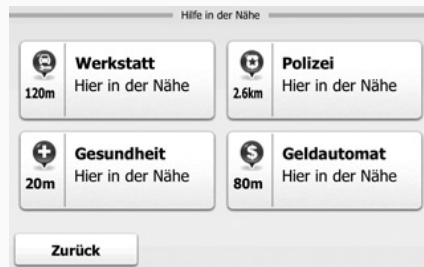 Hilfe in der Nähe
Werkstatt
Hier in der Nähe
120m
Polizei
Hier in der Nähe
2.6km
Gesundheit
Hier in der Nähe
20m
Geldautomat
Hier in der Nähe
80m
Zurück